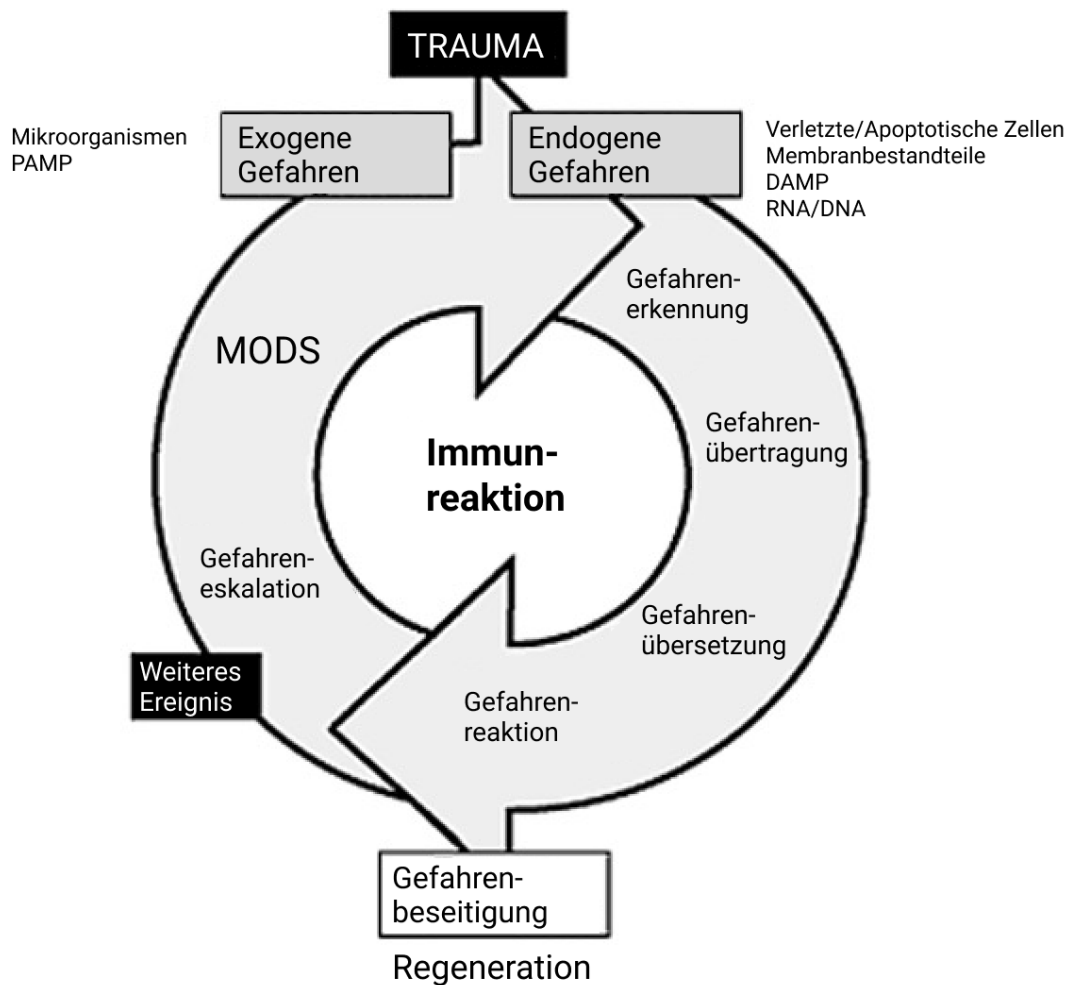 TRAUMA
Mikroorganismen
PAMP
Exogene
Gefahren
Endogene
Gefahren
Verletzte/Apoptotische Zellen
Membranbestandteile
DAMP
RNA/DNA
Gefahren-
erkennung
MODS
Gefahren-
übertragung
Immun-
reaktion
Gefahren-
eskalation
Gefahren-
übersetzung
Weiteres
Ereignis
Gefahren-
reaktion
Gefahren-
beseitigung
Regeneration